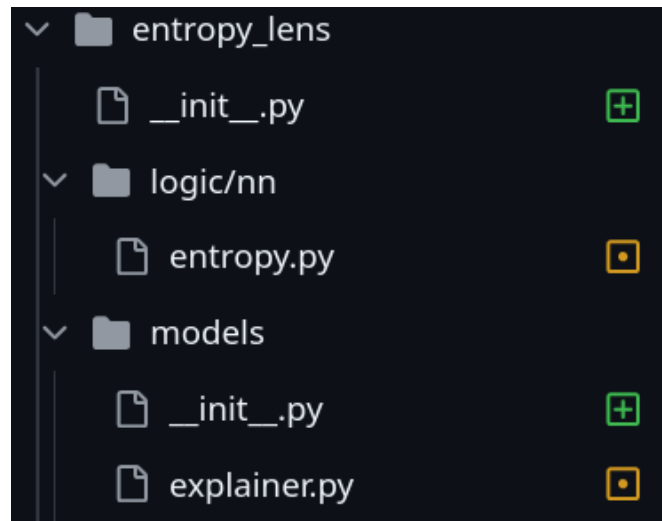 entropy_lens
__init__.py
logic/nn
entropy.py
models
__init__.py
explainer.py